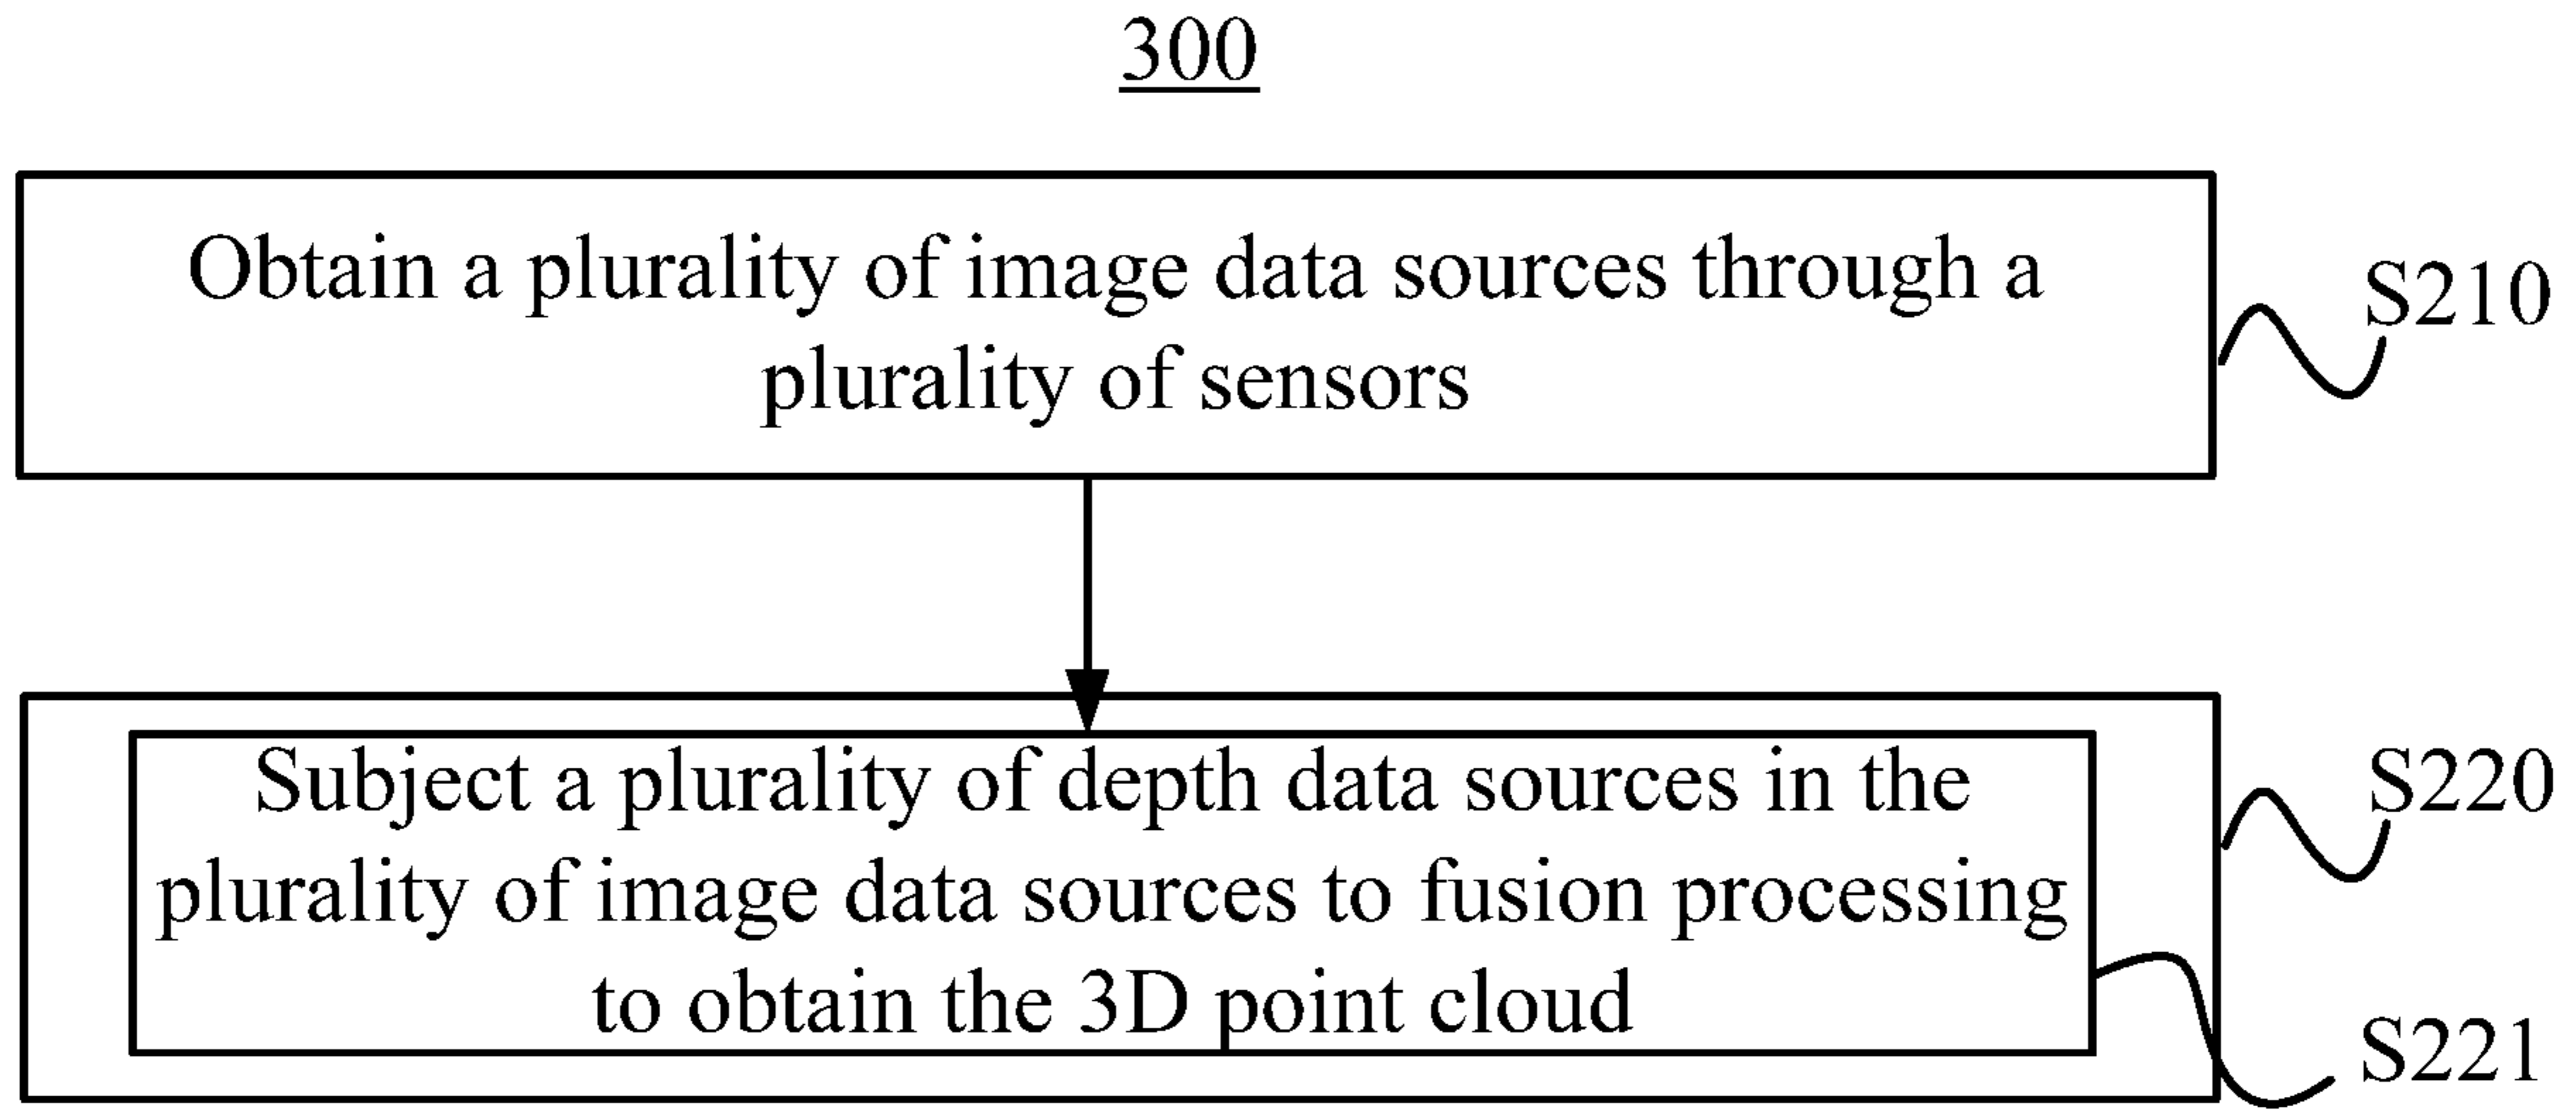 300
Obtain a plurality of image data sources through a
plurality of sensors
S210
Subject a plurality of depth data sources in the
plurality of image data sources to fusion processing
to obtain the 3D point cloud
S220
S221